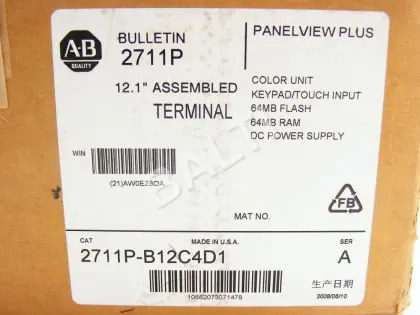 A-B
QUALITY
BULLETIN
2711P
PANELVIEW PLUS
12.1" ASSEMBLED
TERMINAL
COLOR UNIT
KEYPAD/TOUCH INPUT
64MB FLASH
64MB RAM
DC POWER SUPPLY
WIN
(21)AW0EZ8DA
FB
MAT NO.
CAT
MADE IN U.S.A.
SER
2711P-B12C4D1
A
10662073071478
生产日期
2008/08/10